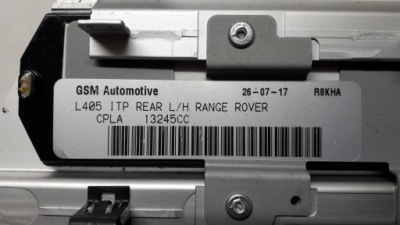 GSM Automotive 26-07-17 R8KHA
L405 ITP REAR L/H RANGE ROVER
CPLA 13245CC